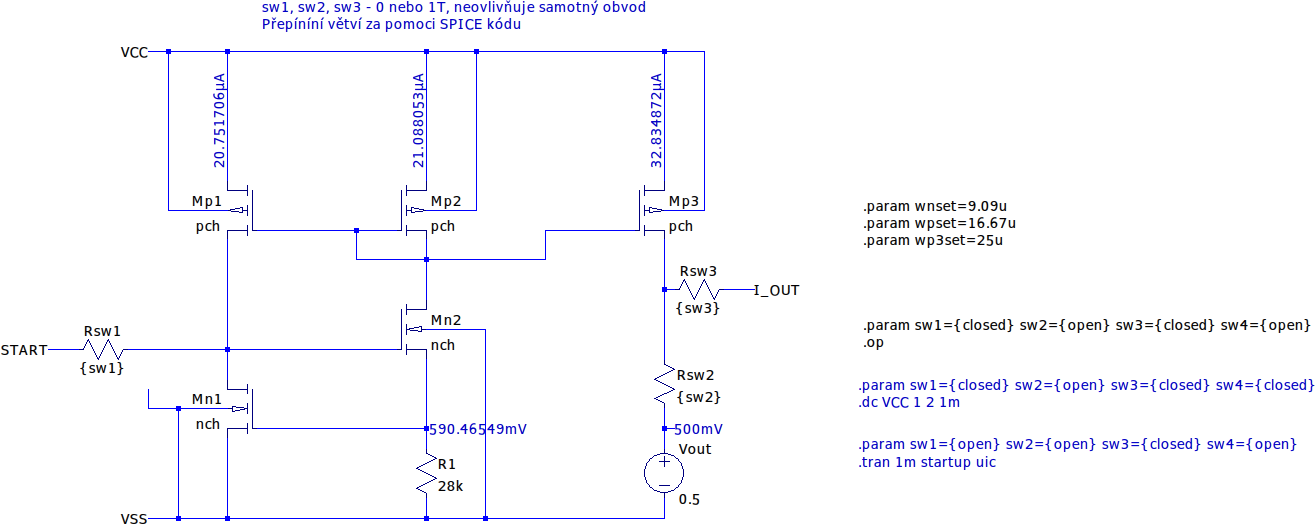 sw1, sw2, sw3 - 0 nebo 1T, neovlivňuje samotný obvod
Přepíníní větví za pomoci SPICE kódu
VCC
20.751706µA
21.088053µA
32.834872µA
Mp1
pch
Mp2
pch
Mp3
pch
.param wnset=9.09u
.param wpset=16.67u
.param wp3set=25u
Rsw3
{sw3}
I_OUT
Mn2
nch
.param sw1={closed} sw2={open} sw3={closed} sw4={open}
.op
START
Rsw1
{sw1}
Rsw2
{sw2}
.param sw1={closed} sw2={open} sw3={closed} sw4={closed}
.dc VCC 1 2 1m
Mn1
nch
590.46549mV
500mV
Vout
.param sw1={open} sw2={open} sw3={closed} sw4={open}
.tran 1m startup uic
R1
28k
0.5
VSS